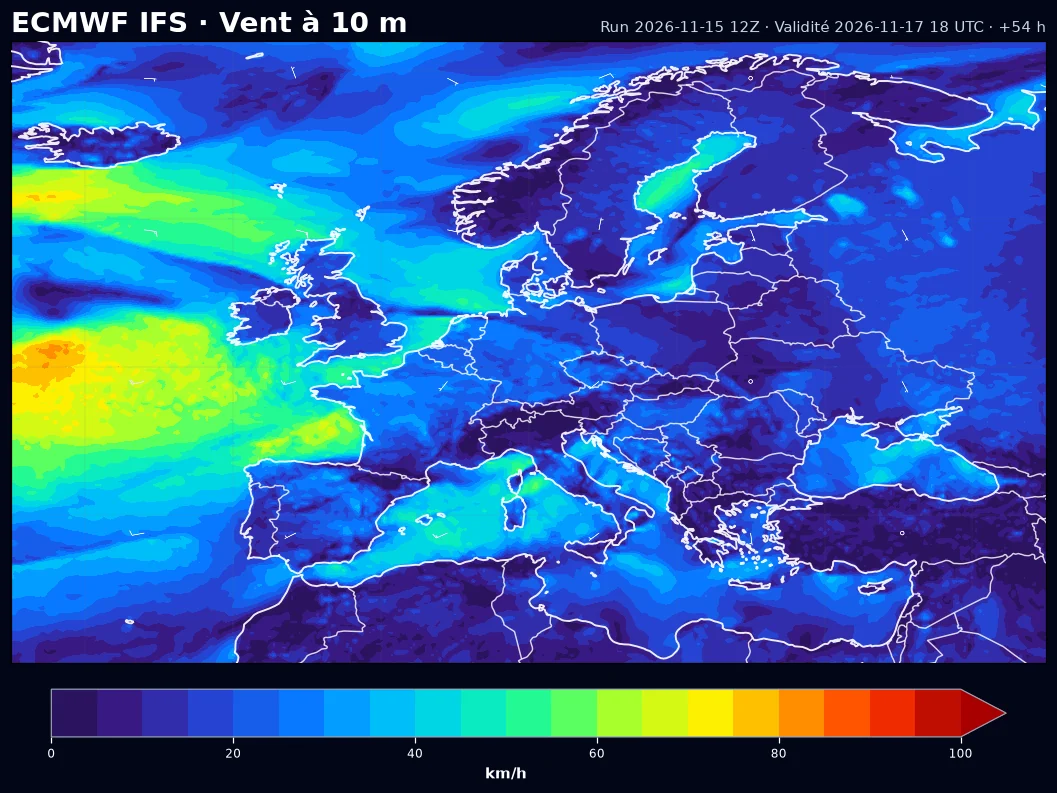 ECMWF IFS · Vent à 10 m
Run 2026-11-15 12Z · Validité 2026-11-17 18 UTC · +54 h
0 20 40 60 80 100
km/h